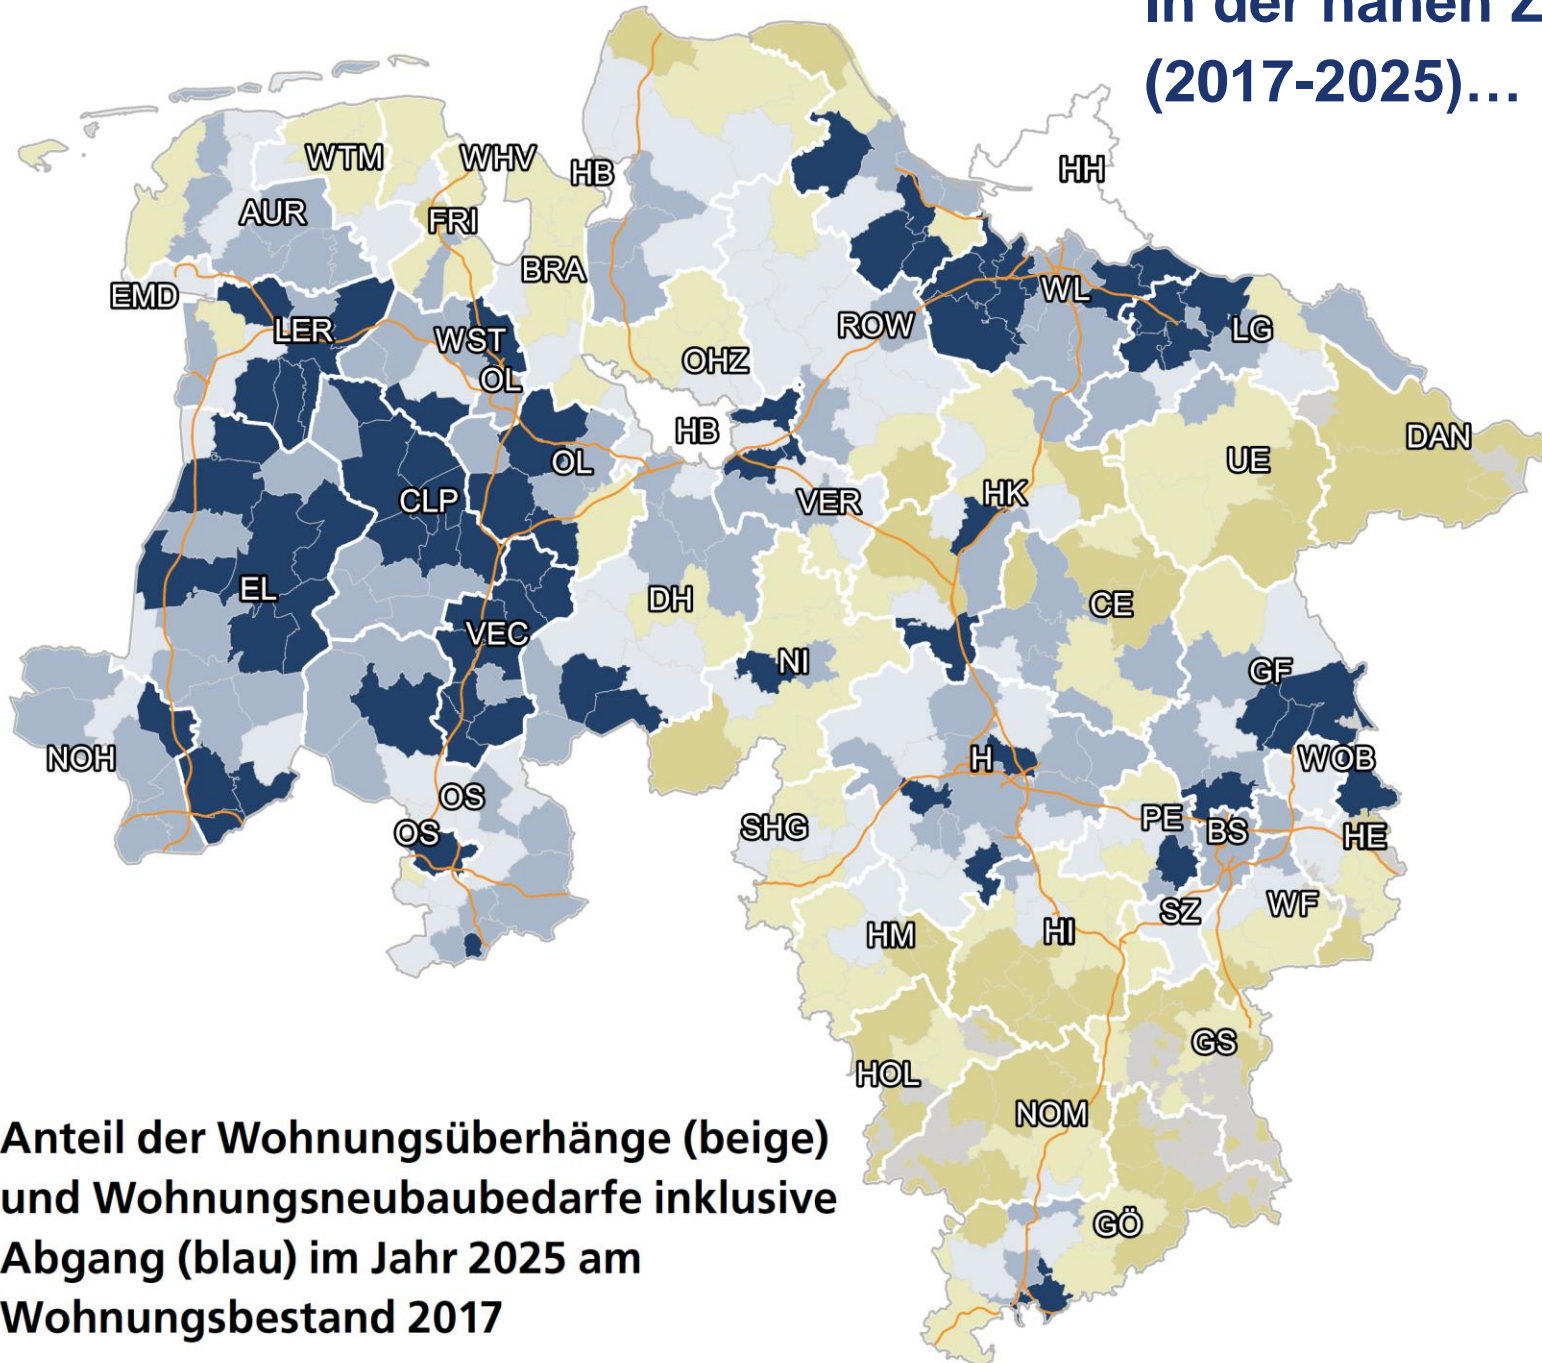 In der nahen Z
(2017-2025)...
WTM
WHV
HB
HH
AUR
FRI
BRA
EMD
LER
WST
WL
ROW
LG
OHZ
OL
HB
DAN
OL
UE
CLP
VER
HK
EL
DH
CE
VEC
NI
GF
NOH
H
WOB
OS
PE
BS
SHG
OS
HE
SZ
WF
HM
HI
GS
HOL
NOM
GÖ
Anteil der Wohnungsüberhänge (beige)
und Wohnungsneubaubedarfe inklusive
Abgang (blau) im Jahr 2025 am
Wohnungsbestand 2017